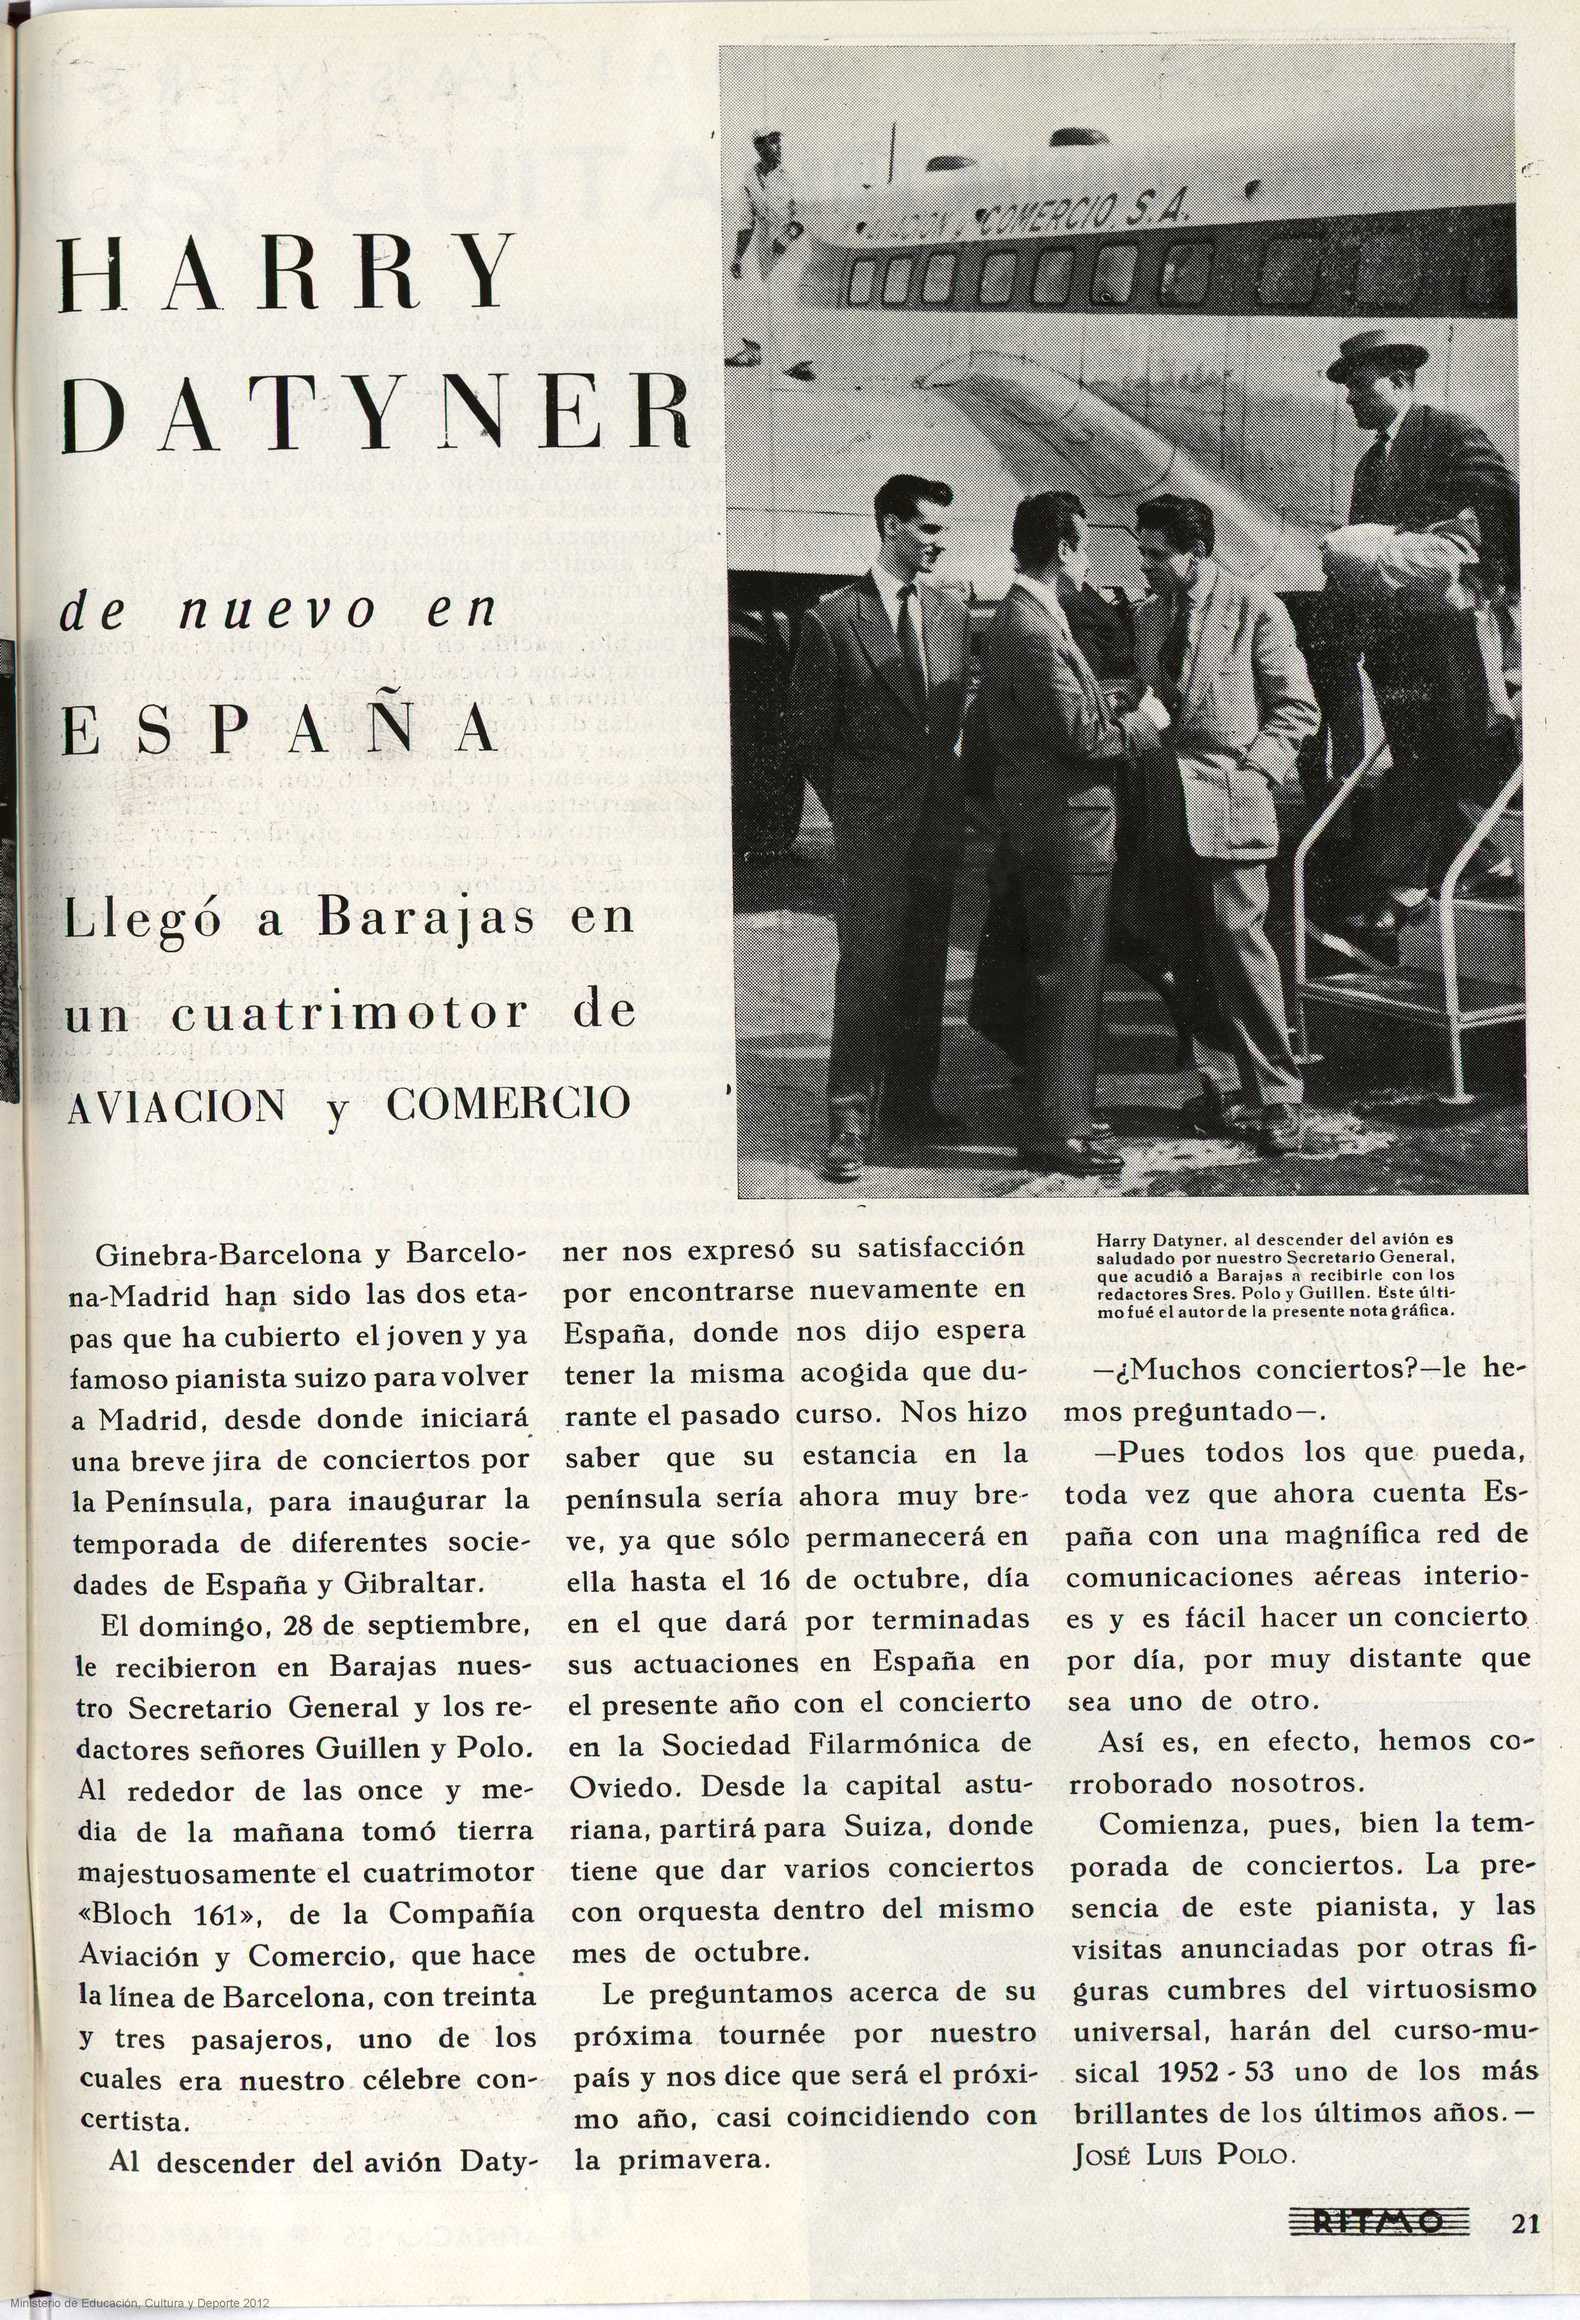 HARRY
DATYNER
de nuevo en
ESPAÑA
Llegó a Barajas en
un cuatrimotor de
AVIACION y COMERCIO
COMERCIO S.A.
Harry Datyner, al descender del avión es
saludado por nuestro Secretario General,
que acudió a Barajas a recibirle con los
redactores Sres. Polo y Guillen. Este últi-
mo fué el autor de la presente nota gráfica.
Ginebra-Barcelona y Barcelo-
na-Madrid han sido las dos eta-
pas que ha cubierto el joven y ya
famoso pianista suizo para volver
a Madrid, desde donde iniciará
una breve jira de conciertos por
la Península, para inaugurar la
temporada de diferentes socie-
dades de España y Gibraltar.
El domingo, 28 de septiembre,
le recibieron en Barajas nues-
tro Secretario General y los re-
dactores señores Guillen y Polo.
Al rededor de las once y me-
dia de la mañana tomó tierra
majestuosamente el cuatrimotor
«Bloch 161», de la Compañía
Aviación y Comercio, que hace
la línea de Barcelona, con treinta
y tres pasajeros, uno de los
cuales era nuestro célebre con-
certista.
Al descender del avión Daty-
ner nos expresó su satisfacción
por encontrarse nuevamente en
España, donde nos dijo espera
tener la misma acogida que du-
rante el pasado curso. Nos hizo
saber que su estancia en la
península sería ahora muy bre-
ve, ya que sólo permanecerá en
ella hasta el 16 de octubre, día
en el que dará por terminadas
sus actuaciones en España en
el presente año con el concierto
en la Sociedad Filarmónica de
Oviedo. Desde la capital astu-
riana, partirá para Suiza, donde
tiene que dar varios conciertos
con orquesta dentro del mismo
mes de octubre.
Le preguntamos acerca de su
próxima tournée por nuestro
país y nos dice que será el próxi-
mo año, casi coincidiendo con
la primavera.
—¿Muchos conciertos?—le he-
mos preguntado—.
—Pues todos los que pueda,
toda vez que ahora cuenta Es-
paña con una magnífica red de
comunicaciones aéreas interio-
es y es fácil hacer un concierto
por día, por muy distante que
sea uno de otro.
Así es, en efecto, hemos co-
rroborado nosotros.
Comienza, pues, bien la tem-
porada de conciertos. La pre-
sencia de este pianista, y las
visitas anunciadas por otras fi-
guras cumbres del virtuosismo
universal, harán del curso-mu-
sical 1952-53 uno de los más
brillantes de los últimos años.—
JOSÉ LUIS POLO.
RITMO 21
Ministerio de Educación, Cultura y Deporte 2012